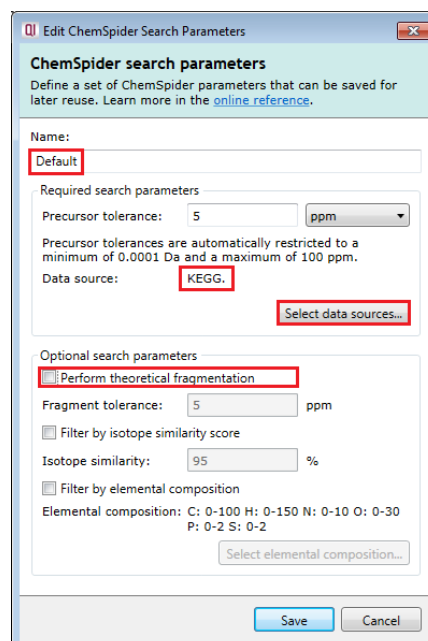 QI Edit ChemSpider Search Parameters
ChemSpider search parameters
Define a set of ChemSpider parameters that can be saved for
later reuse. Learn more in the online reference.
Name:
Default
Required search parameters
Precursor tolerance: 5 ppm
Precursor tolerances are automatically restricted to a
minimum of 0.0001 Da and a maximum of 100 ppm.
Data source: KEGG.
Select data sources...
Optional search parameters
Perform theoretical fragmentation
Fragment tolerance: 5 ppm
Filter by isotope similarity score
Isotope similarity: 95 %
Filter by elemental composition
Elemental composition: C: 0-100 H: 0-150 N: 0-10 O: 0-30
P: 0-2 S: 0-2
Select elemental composition...
Save Cancel